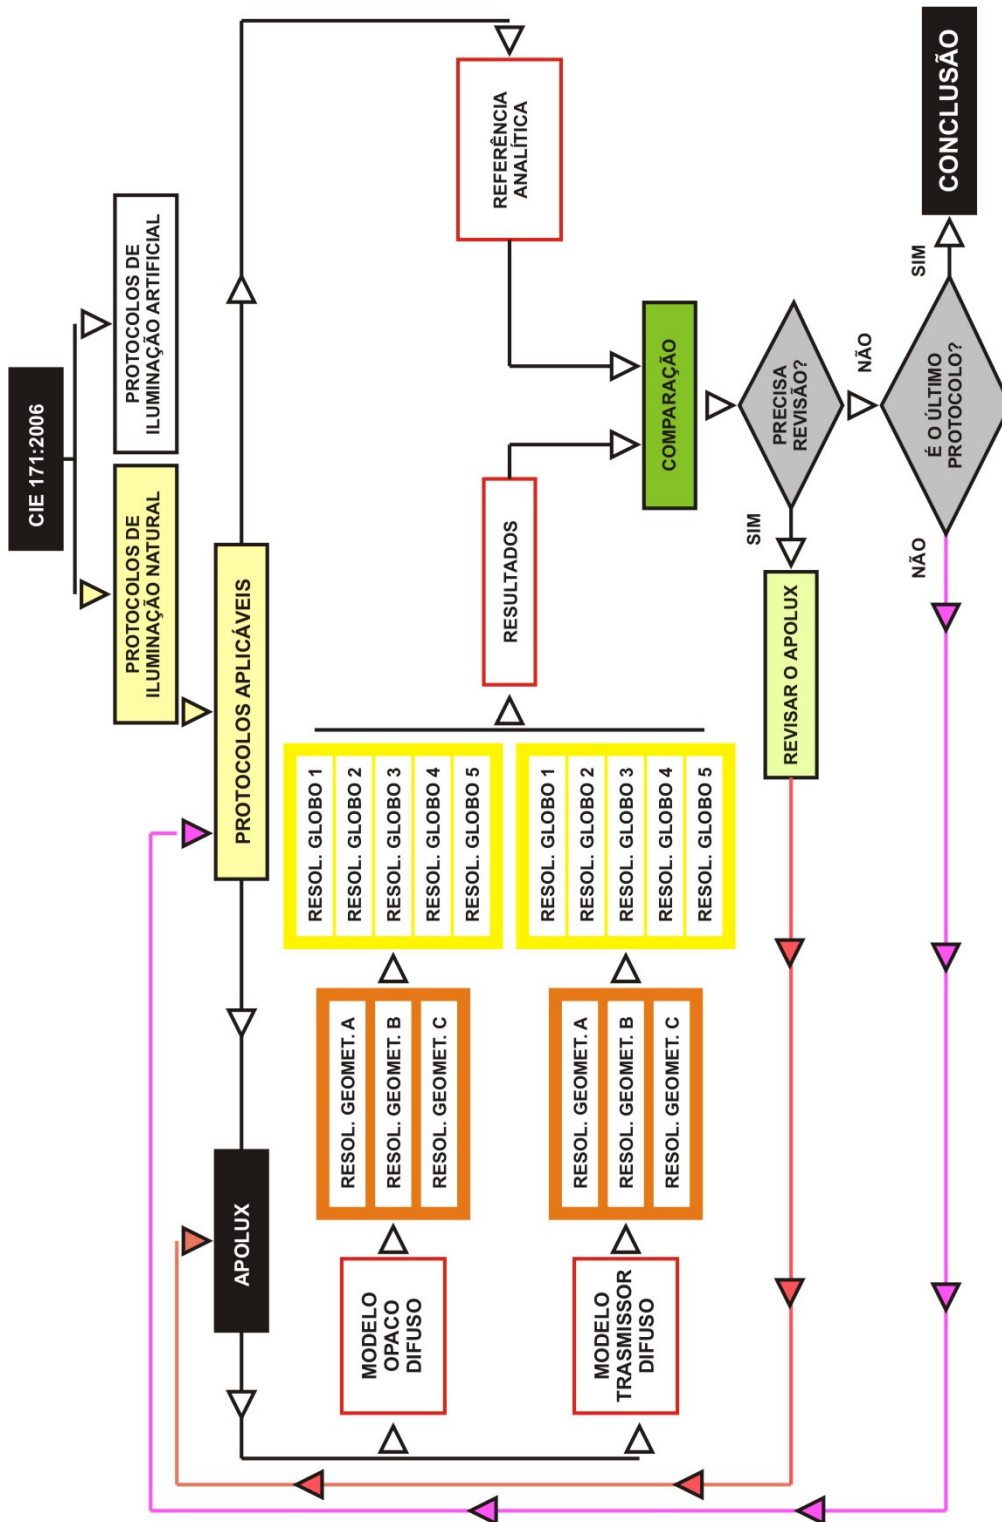 CIE 171:2006
PROTOCOLOS DE
ILUMINAÇÃO NATURAL
PROTOCOLOS DE
ILUMINAÇÃO ARTIFICIAL
PROTOCOLOS APLICÁVEIS
APOLUX
MODELO
OPACO
DIFUSO
RESOL. GEOMET. A
RESOL. GEOMET. B
RESOL. GEOMET. C
RESOL. GLOBO 1
RESOL. GLOBO 2
RESOL. GLOBO 3
RESOL. GLOBO 4
RESOL. GLOBO 5
MODELO
TRASMISSOR
DIFUSO
RESOL. GEOMET. A
RESOL. GEOMET. B
RESOL. GEOMET. C
RESOL. GLOBO 1
RESOL. GLOBO 2
RESOL. GLOBO 3
RESOL. GLOBO 4
RESOL. GLOBO 5
RESULTADOS
REFERÊNCIA
ANALÍTICA
COMPARAÇÃO
PRECISA
REVISÃO?
SIM
REVISAR O APOLUX
NÃO
É O ÚLTIMO
PROTOCOLO?
NÃO
SIM
CONCLUSÃO